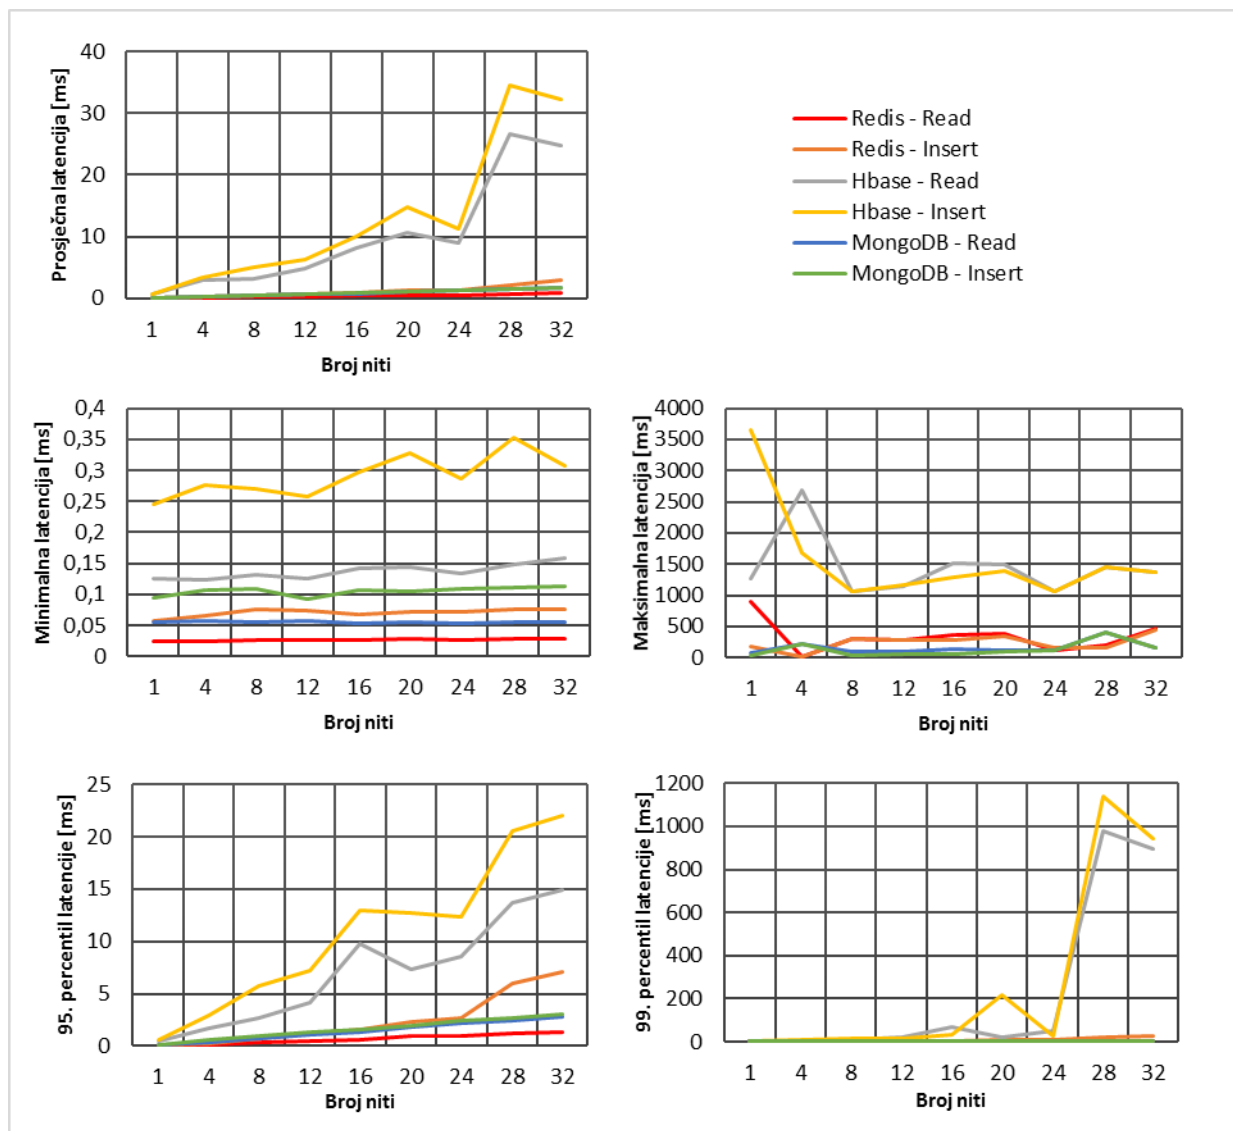 Prosječna latencija [ms]
40
30
20
10
0
1 4 8 12 16 20 24 28 32
Broj niti
Redis - Read
Redis - Insert
Hbase - Read
Hbase - Insert
MongoDB - Read
MongoDB - Insert
Minimalna latencija [ms]
0,4
0,35
0,3
0,25
0,2
0,15
0,1
0,05
0
1 4 8 12 16 20 24 28 32
Broj niti
Maksimalna latencija [ms]
4000
3500
3000
2500
2000
1500
1000
500
0
1 4 8 12 16 20 24 28 32
Broj niti
95. percentil latencije [ms]
25
20
15
10
5
0
1 4 8 12 16 20 24 28 32
Broj niti
99. percentil latencije [ms]
1200
1000
800
600
400
200
0
1 4 8 12 16 20 24 28 32
Broj niti